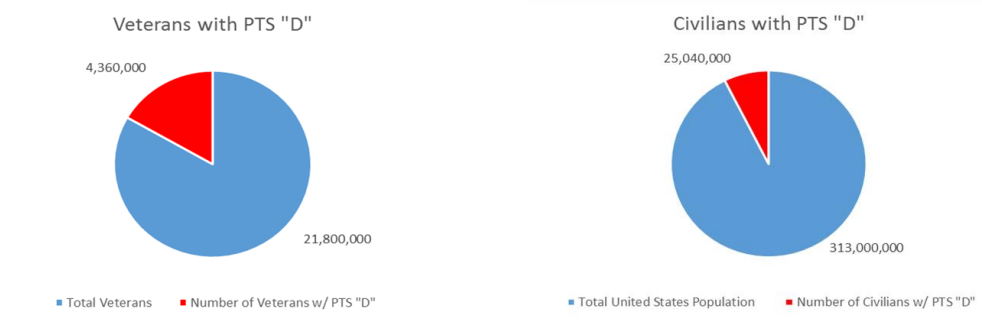 Veterans with PTS "D"
4,360,000
21,800,000
Total Veterans
Number of Veterans w/ PTS "D"
Civilians with PTS "D"
25,040,000
313,000,000
Total United States Population
Number of Civilians w/ PTS "D"